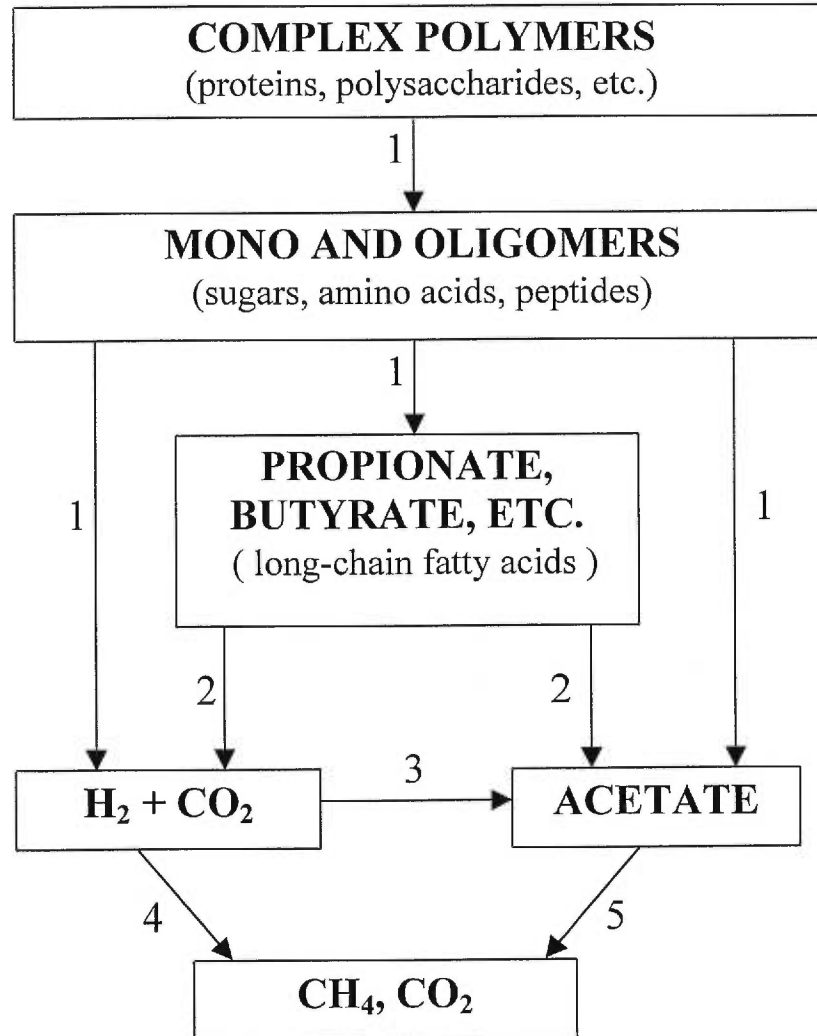 COMPLEX POLYMERS
(proteins, polysaccharides, etc.)
1
MONO AND OLIGOMERS
(sugars, amino acids, peptides)
1
1
1
PROPIONATE,
BUTYRATE, ETC.
( long-chain fatty acids )
2
2
3
H₂ + CO₂
ACETATE
4
5
CH₄, CO₂